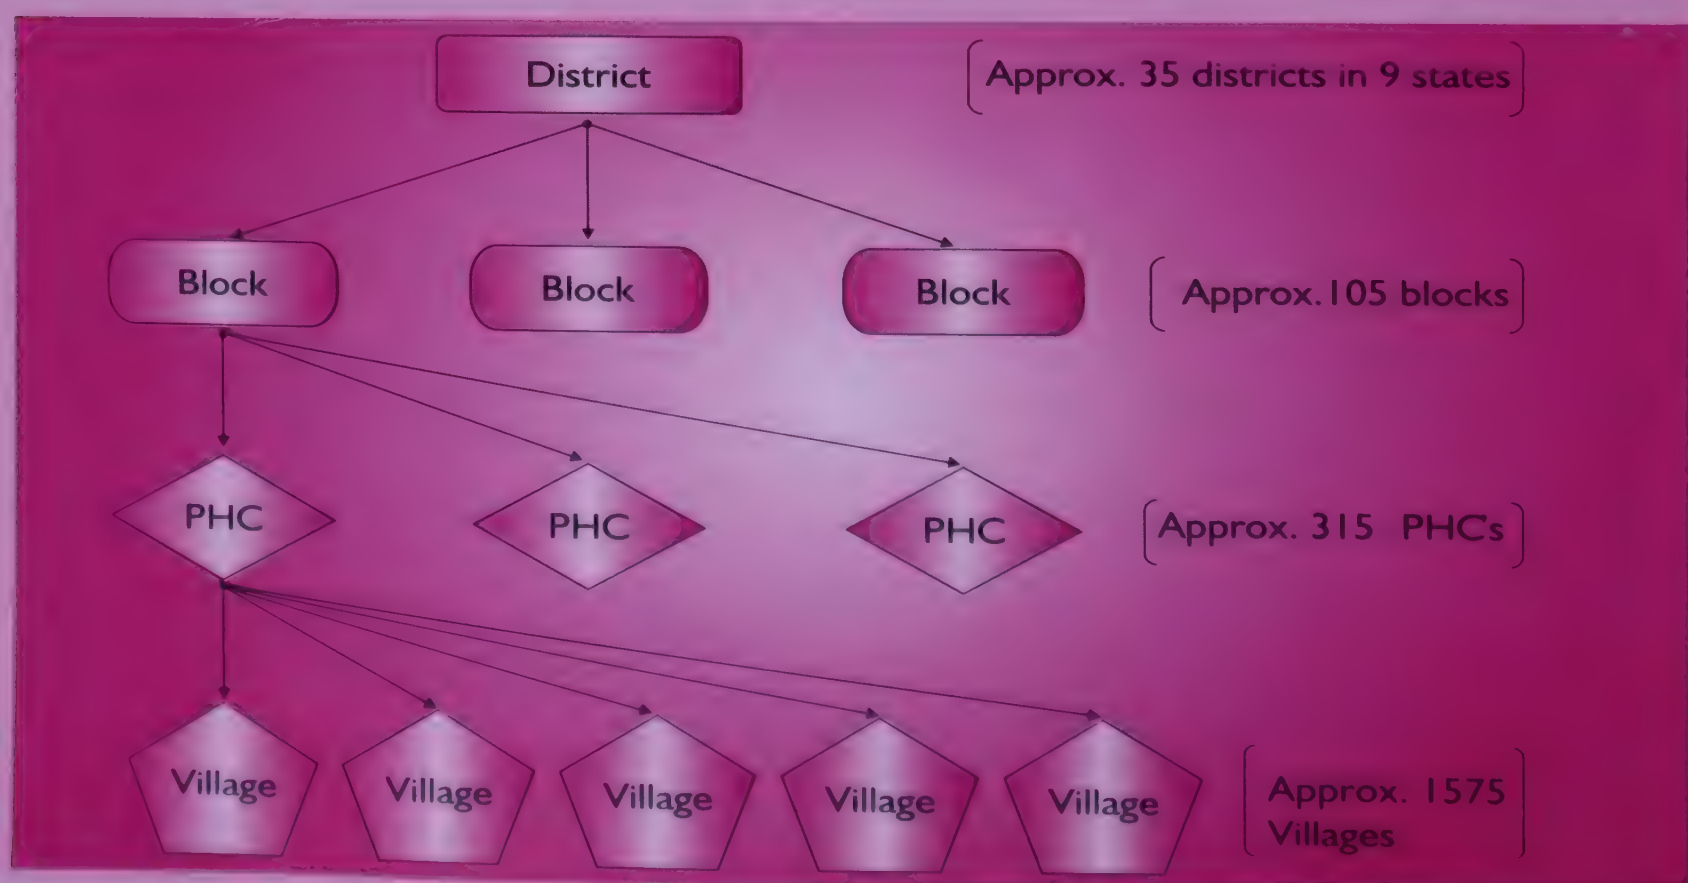 District
Approx. 35 districts in 9 states
Block
Block
Block
Approx.105 blocks
PHC
PHC
PHC
Approx. 315 PHC's
Village
Village
Village
Village
Village
Approx. 1575
Villages